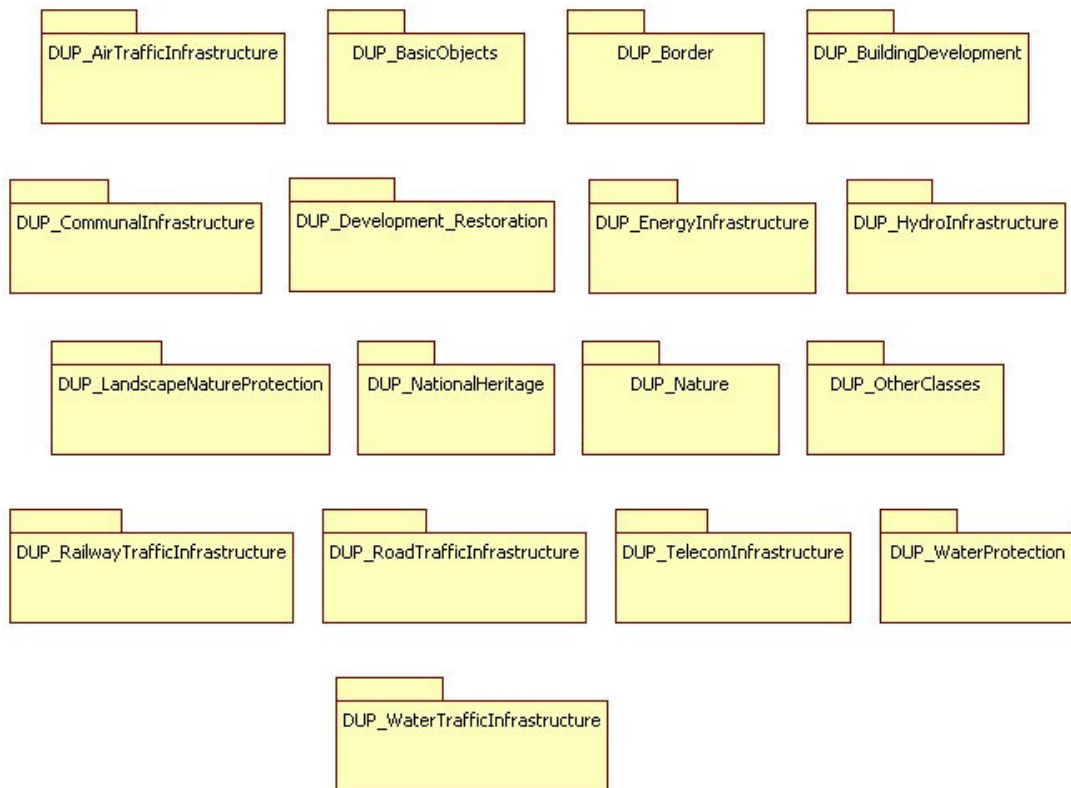 DUP_AirTrafficInfrastructure
DUP_BasicObjects
DUP_Border
DUP_BuildingDevelopment
DUP_CommunalInfrastructure
DUP_Development_Restoration
DUP_EnergyInfrastructure
DUP_HydroInfrastructure
DUP_LandscapeNatureProtection
DUP_NationalHeritage
DUP_Nature
DUP_OtherClasses
DUP_RailwayTrafficInfrastructure
DUP_RoadTrafficInfrastructure
DUP_TelecomInfrastructure
DUP_WaterProtection
DUP_WaterTrafficInfrastructure